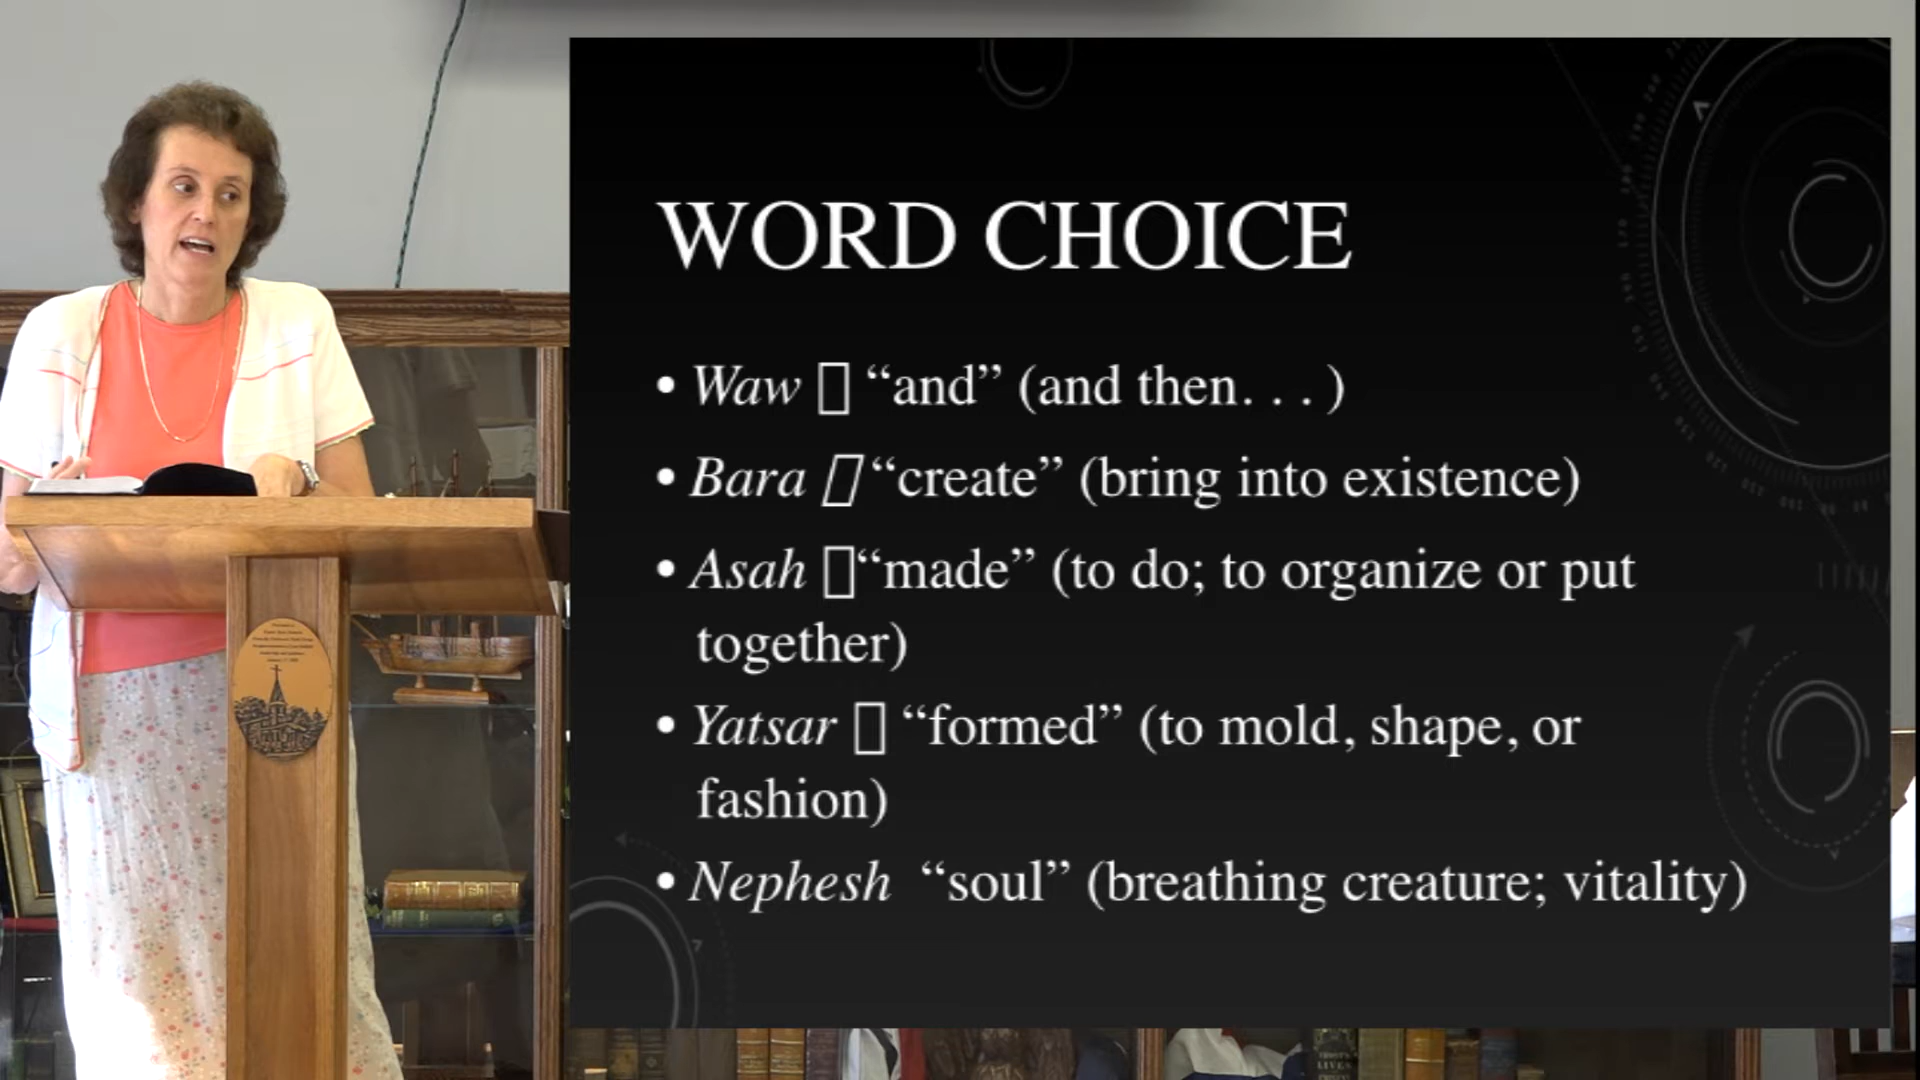 WORD CHOICE
• Waw ▯ “and” (and then. . . )
• Bara ▯ “create” (bring into existence)
• Asah ▯“made” (to do; to organize or put
together)
• Yatsar ▯ “formed” (to mold, shape, or
fashion)
• Nephesh “soul” (breathing creature; vitality)